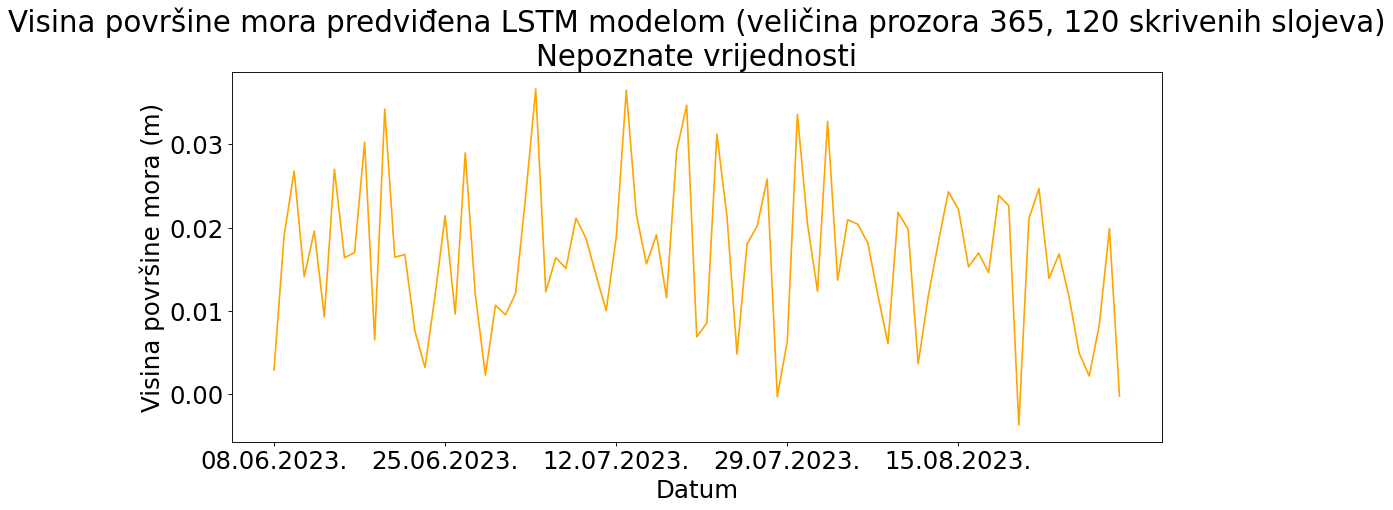 Visina površine mora predviđena LSTM modelom (veličina prozora 365, 120 skrivenih slojeva)
Nepoznate vrijednosti
Visina površine mora (m)
0.03
0.02
0.01
0.00
08.06.2023. 25.06.2023. 12.07.2023. 29.07.2023. 15.08.2023.
Datum